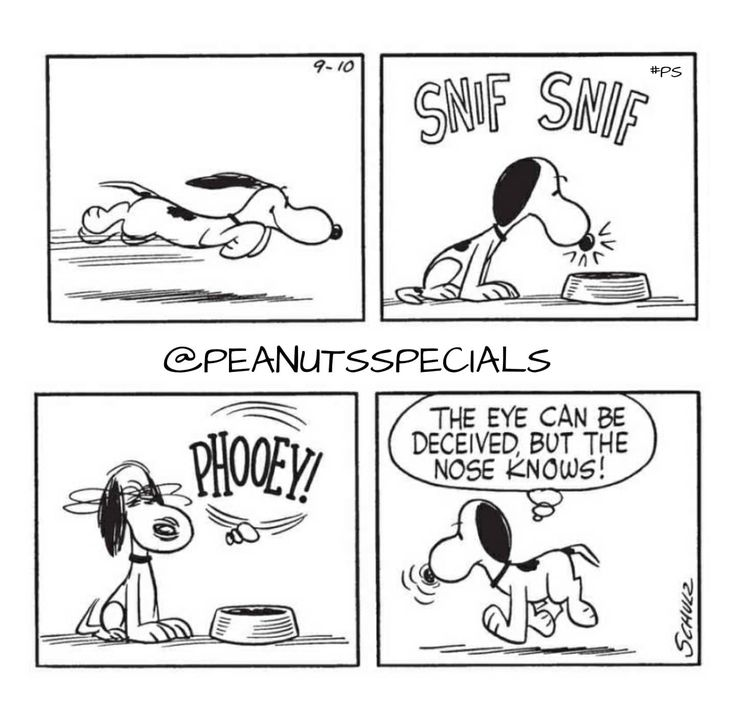 9-10
#PS
SNIF SNIF
@PEANUTSSPECIALS
PHOOEY!
THE EYE CAN BE
DECEIVED, BUT THE
NOSE KNOWS!
SCHULZ